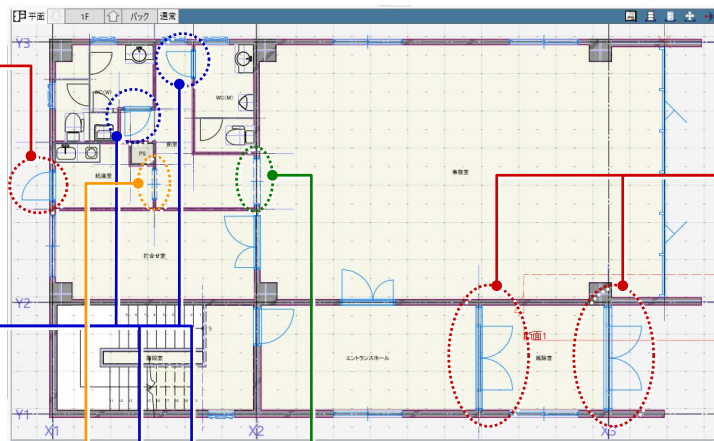 平面 1F バック 通常
Y3
WC(W)
WC(M)
前室
PS
給湯室
事務室
打合せ室
Y2
断面1
階段室
エントランスホール
風除室
Y1
X1 X2 X3